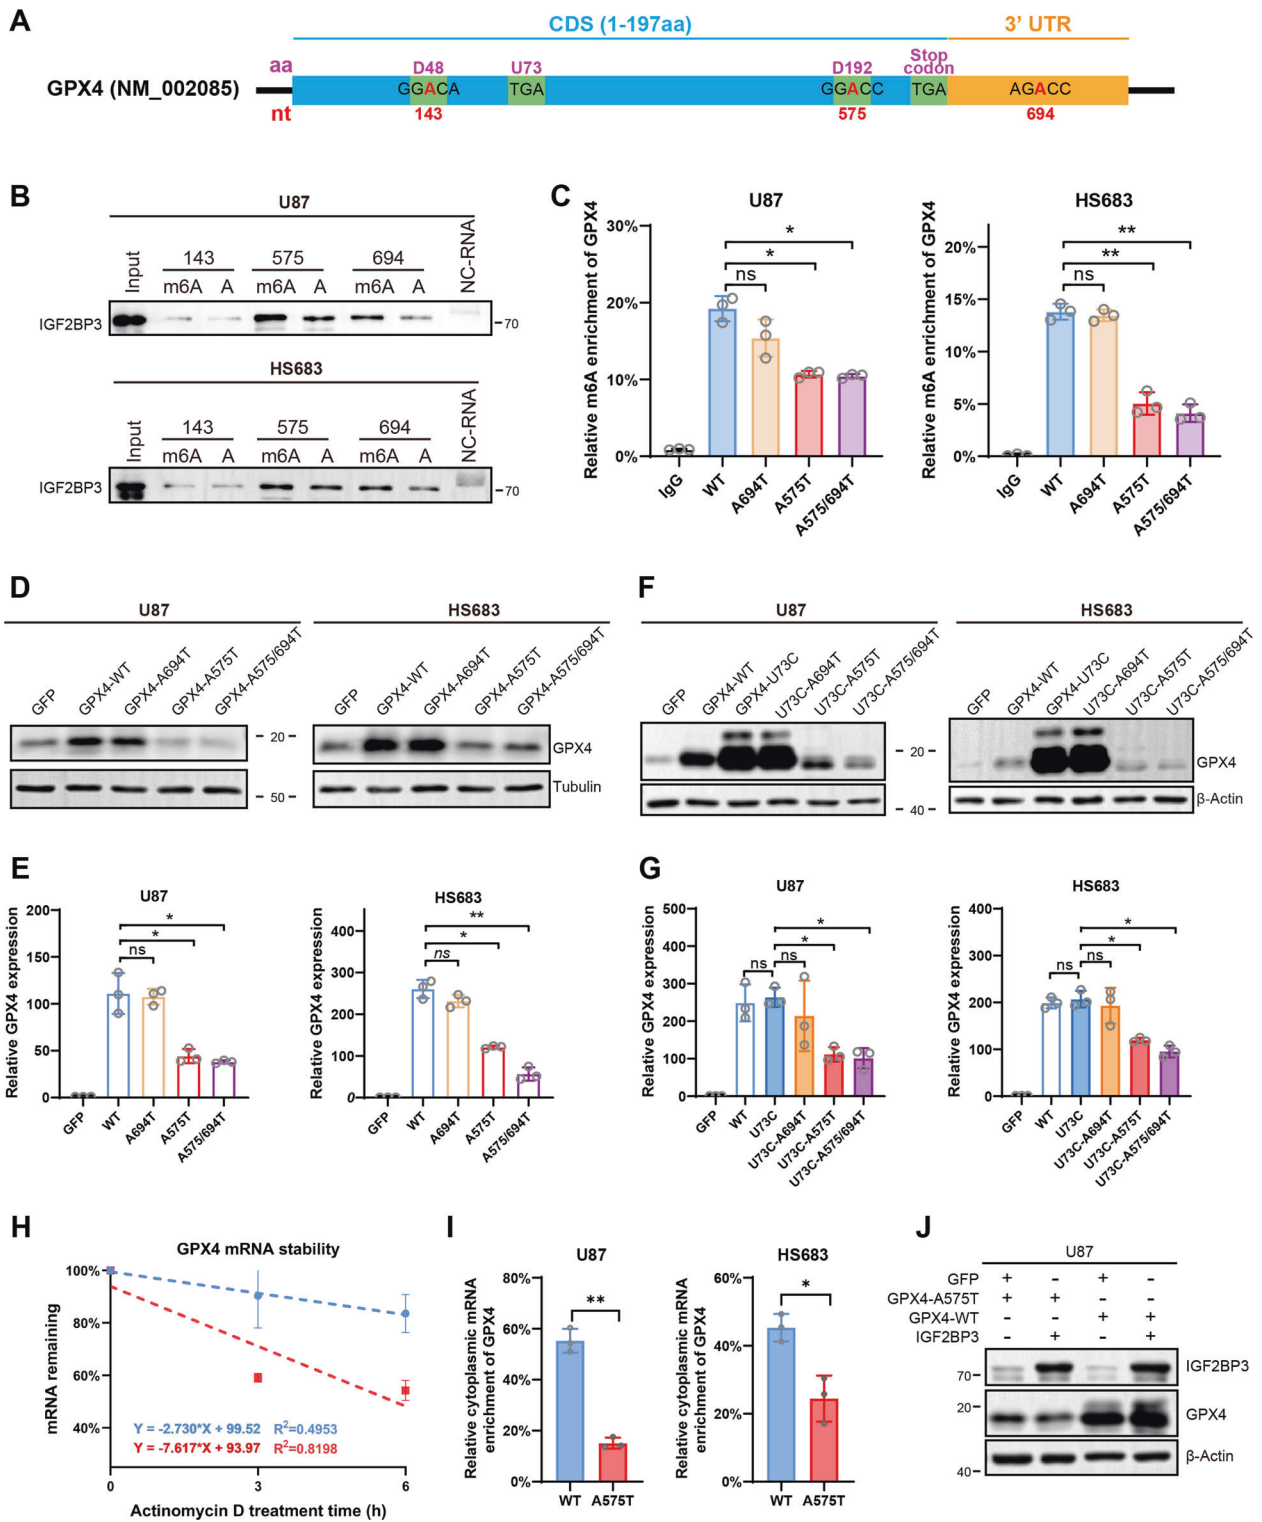 A
CDS (1-197aa)
3' UTR
aa
D48
U73
D192
Stop
codon
GPX4 (NM_002085)
GGACA
TGA
GGACC
TGA
AGACC
nt
143
575
694
B
U87
Input
143
575
694
NC-RNA
m6A
A
m6A
A
m6A
A
IGF2BP3
70
HS683
Input
143
575
694
NC-RNA
m6A
A
m6A
A
m6A
A
IGF2BP3
70
C
U87
Relative m6A enrichment of GPX4
30%
20%
10%
0%
*
*
ns
IgG
WT
A694T
A575T
A575/694T
HS683
Relative m6A enrichment of GPX4
20%
15%
10%
5%
0%
**
**
ns
IgG
WT
A694T
A575T
A575/694T
D
U87
GFP
GPX4-WT
GPX4-A694T
GPX4-A575T
GPX4-A575/694T
HS683
GFP
GPX4-WT
GPX4-A694T
GPX4-A575T
GPX4-A575/694T
20
GPX4
50
Tubulin
F
U87
GFP
GPX4-WT
GPX4-U73C
U73C-A694T
U73C-A575T
U73C-A575/694T
HS683
GFP
GPX4-WT
GPX4-U73C
U73C-A694T
U73C-A575T
U73C-A575/694T
20
GPX4
40
β-Actin
E
U87
Relative GPX4 expression
200
150
100
50
0
*
*
ns
GFP
WT
A694T
A575T
A575/694T
HS683
Relative GPX4 expression
400
300
200
100
0
**
*
ns
GFP
WT
A694T
A575T
A575/694T
G
U87
Relative GPX4 expression
500
400
300
200
100
0
*
*
ns
ns
GFP
WT
U73C
U73C-A694T
U73C-A575T
U73C-A575/694T
HS683
Relative GPX4 expression
400
300
200
100
0
*
*
ns
ns
GFP
WT
U73C
U73C-A694T
U73C-A575T
U73C-A575/694T
H
GPX4 mRNA stability
mRNA remaining
100%
80%
60%
40%
Y = -2.730*X + 99.52 R²=0.4953
Y = -7.617*X + 93.97 R²=0.8198
0
3
6
Actinomycin D treatment time (h)
I
U87
Relative cytoplasmic mRNA
enrichment of GPX4
80%
60%
40%
20%
0%
**
WT
A575T
HS683
Relative cytoplasmic mRNA
enrichment of GPX4
60%
40%
20%
0%
*
WT
A575T
J
U87
GFP + - + -
GPX4-A575T + + - -
GPX4-WT - - + +
IGF2BP3 - + - +
70
IGF2BP3
20
GPX4
40
β-Actin